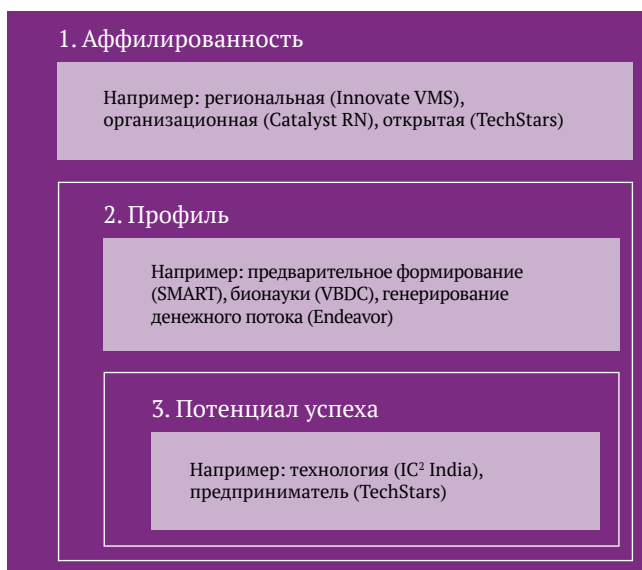 1. Аффилированность
Например: региональная (Innovate VMS),
организационная (Catalyst RN), открытая (TechStars)
2. Профиль
Например: предварительное формирование
(SMART), бионауки (VBDC), генерирование
денежного потока (Endeavor)
3. Потенциал успеха
Например: технология (IC² India),
предприниматель (TechStars)